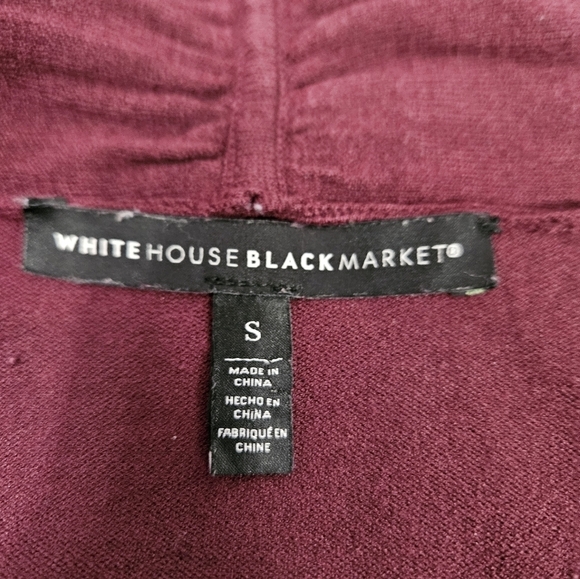 WHITE HOUSE BLACK MARKET®
S
MADE IN
CHINA
HECHO EN
CHINA
FABRIQUÉ EN
CHINE